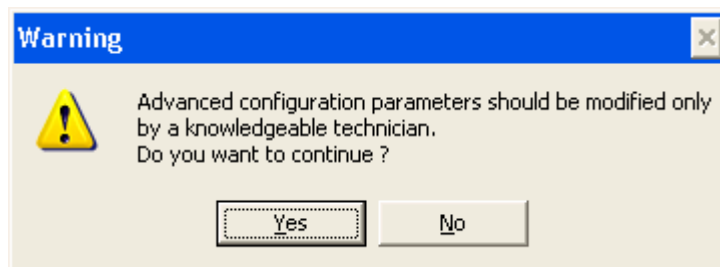 Warning
Advanced configuration parameters should be modified only
by a knowledgeable technician.
Do you want to continue ?
Yes
No